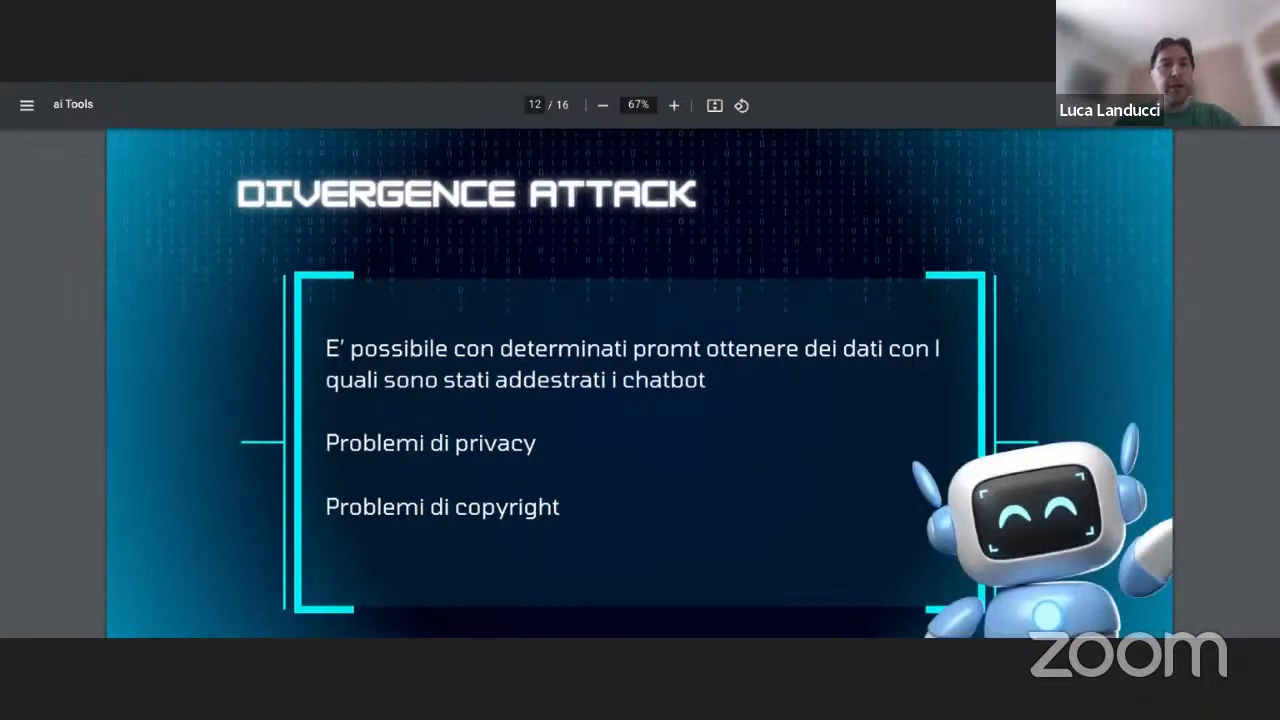 ai Tools
12 / 16
67%
Luca Landucci
DIVERGENCE ATTACK
E' possibile con determinati promt ottenere dei dati con I
quali sono stati addestrati i chatbot
Problemi di privacy
Problemi di copyright
zoom